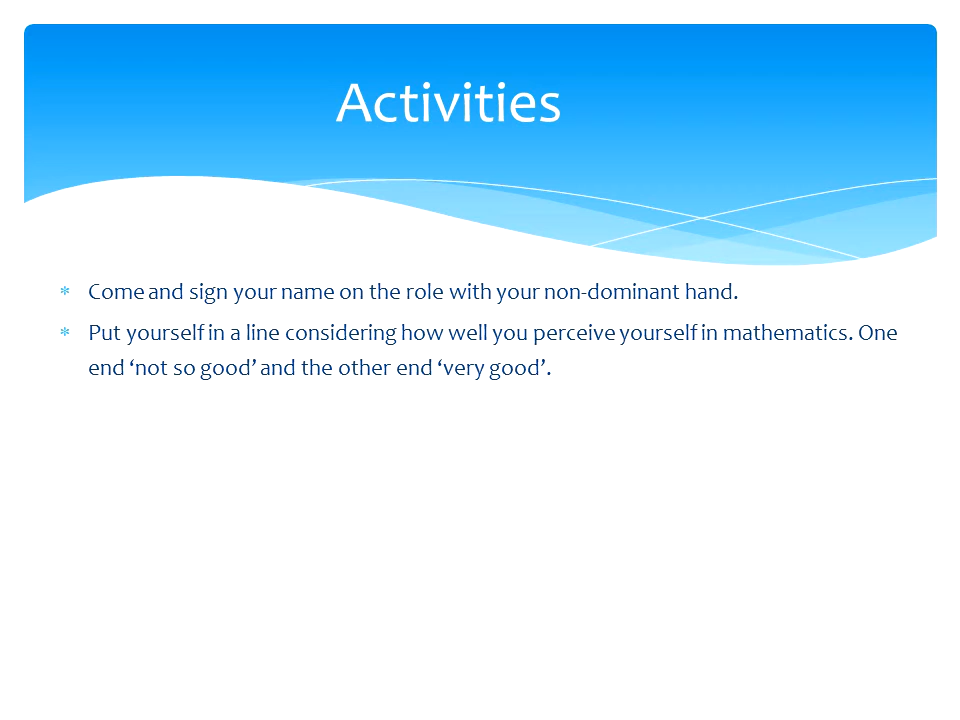 Activities
Come and sign your name on the role with your non-dominant hand.
Put yourself in a line considering how well you perceive yourself in mathematics. One
end ‘not so good’ and the other end ‘very good’.